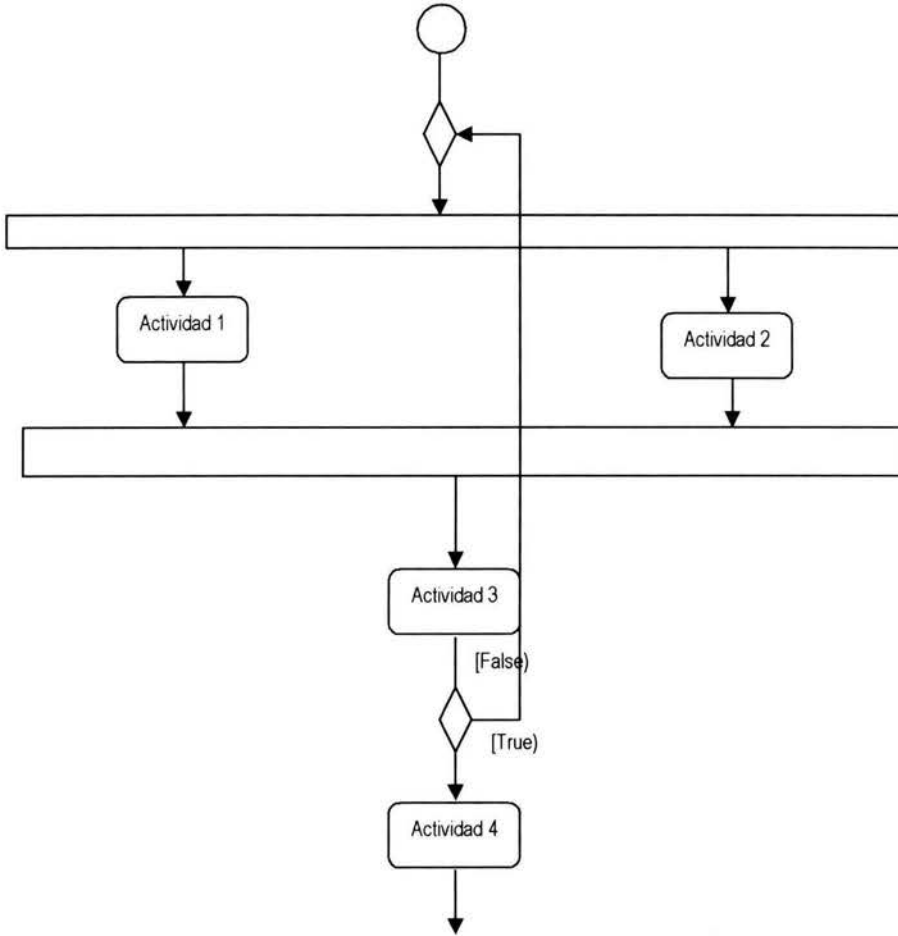 Actividad 1
Actividad 2
Actividad 3
[False)
[True)
Actividad 4